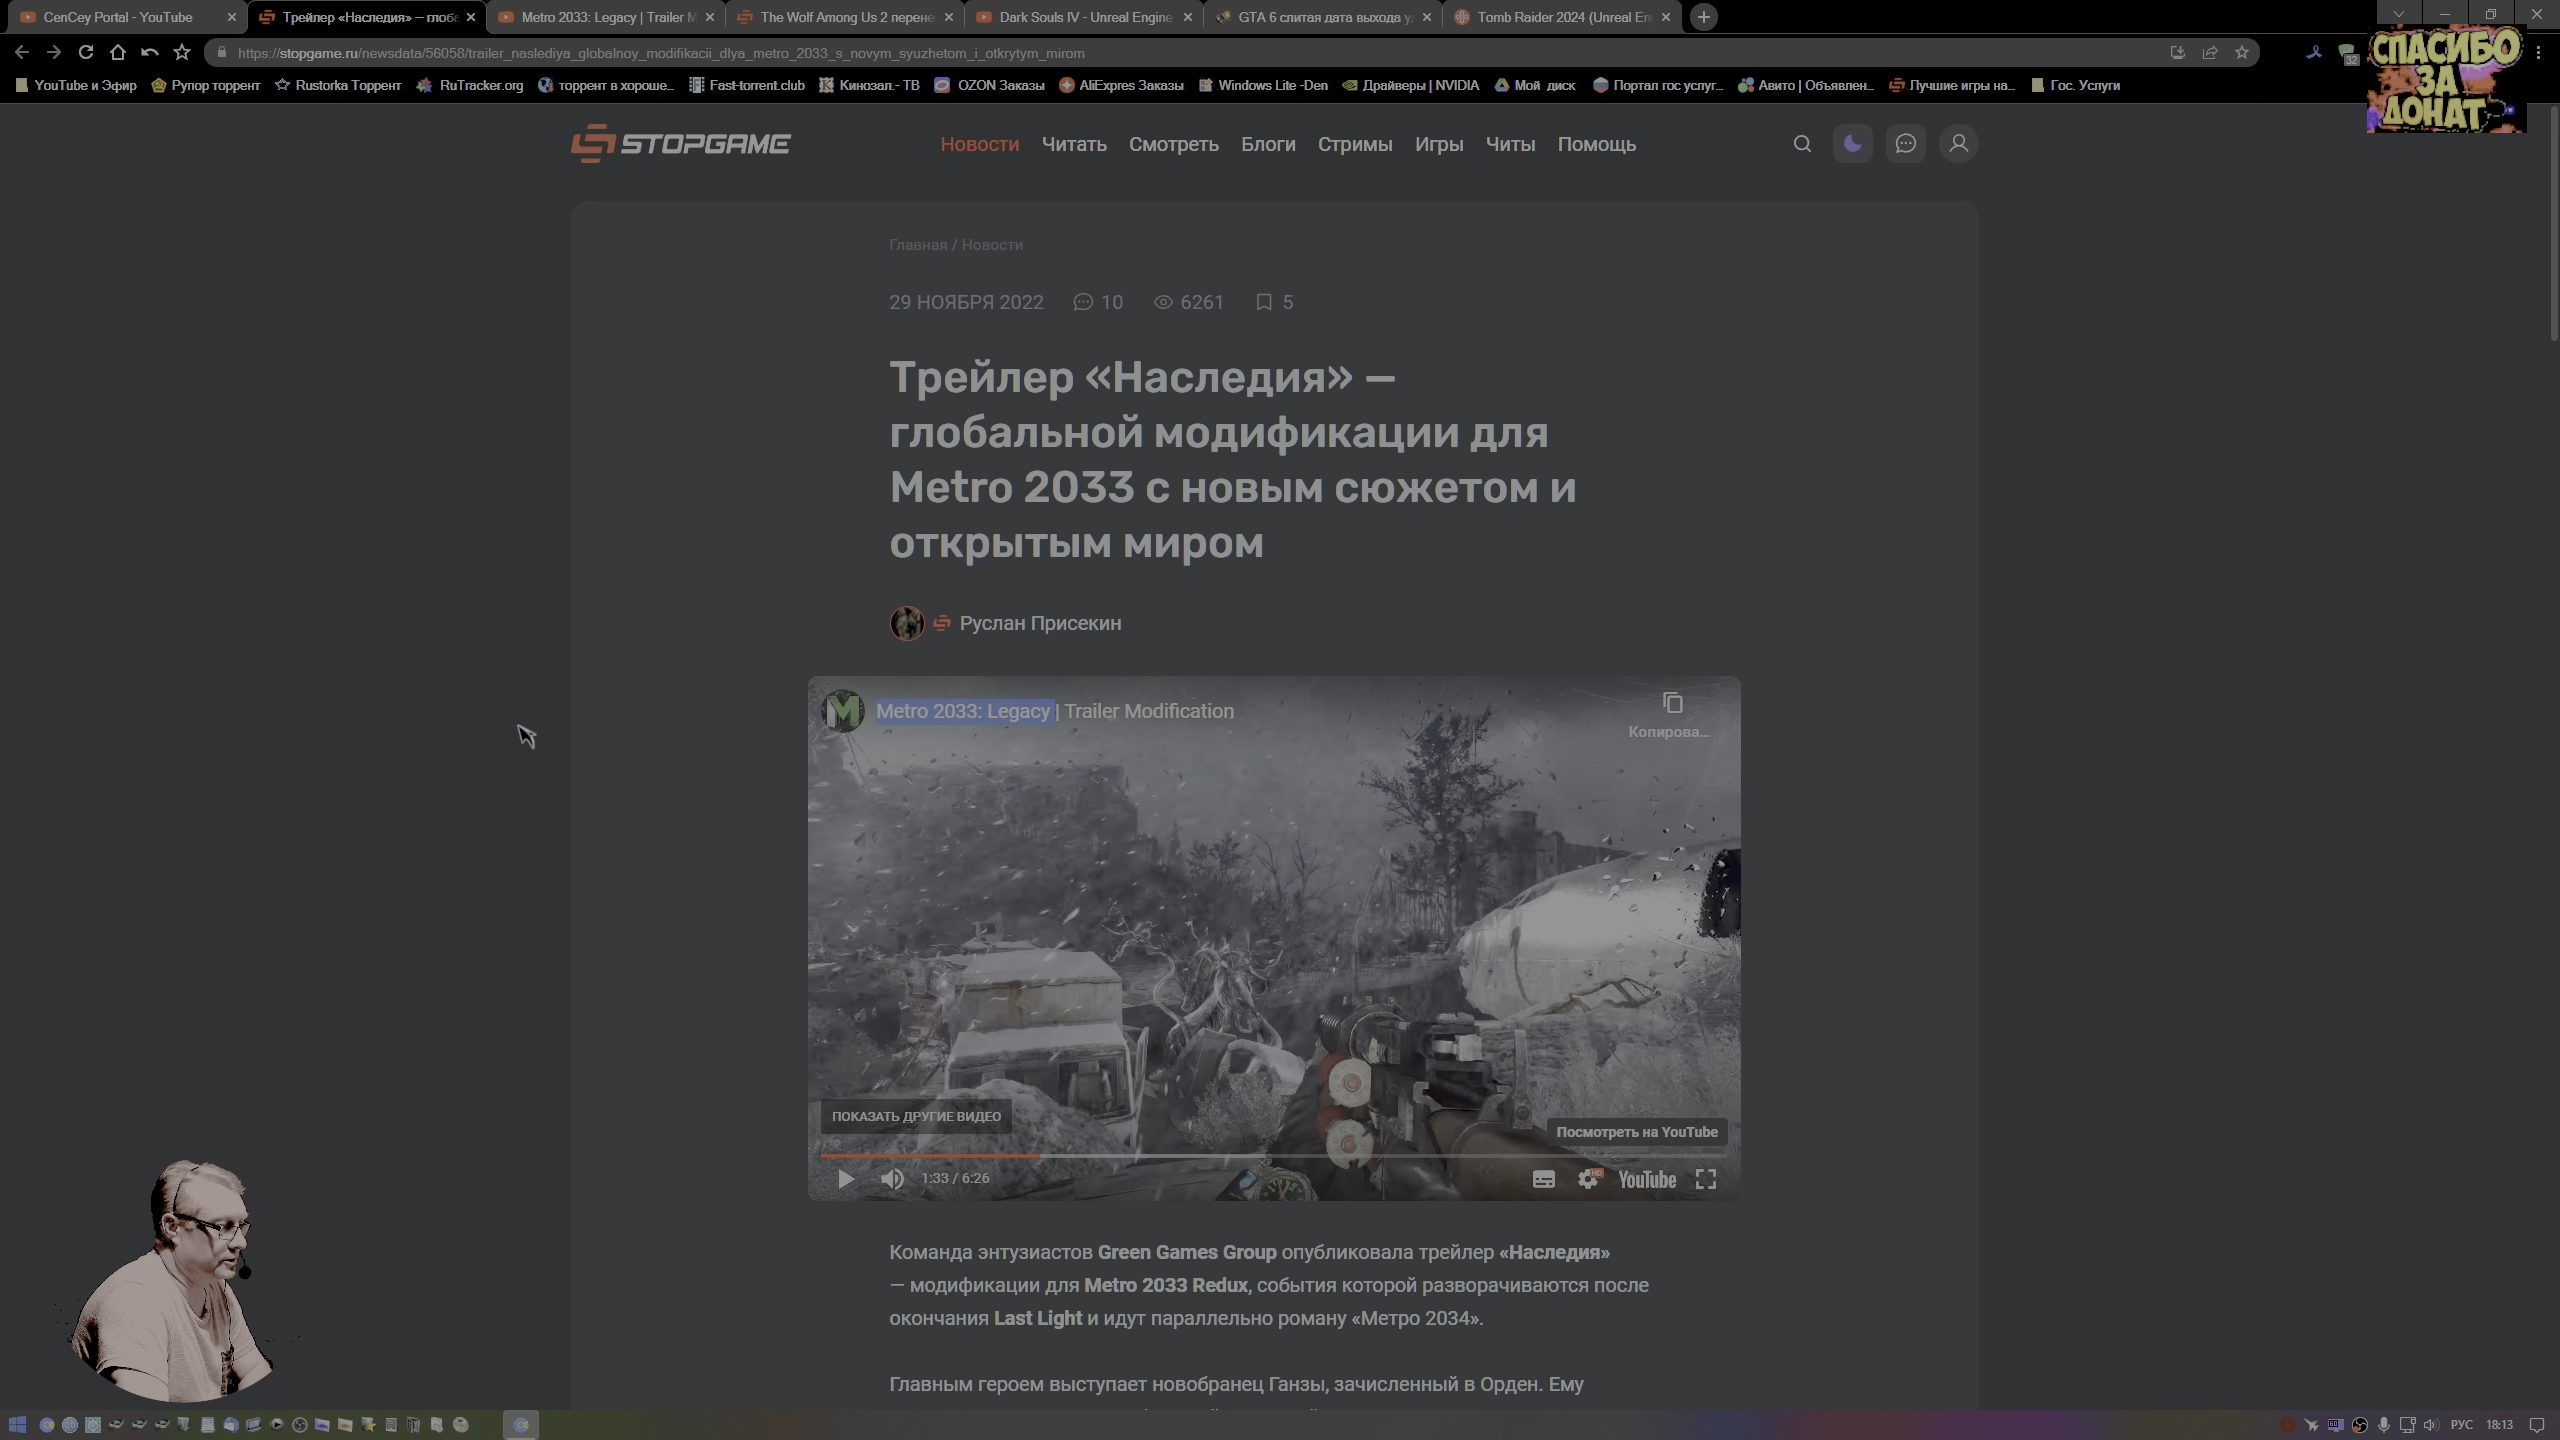 CenCey Portal - YouTube
Трейлер «Наследия» — глоба
Metro 2033: Legacy | Trailer M
The Wolf Among Us 2 перене
Dark Souls IV - Unreal Engine
GTA 6 слитая дата выхода у
Tomb Raider 2024 (Unreal En
https://stopgame.ru/newsdata/56058/trailer_naslediya_globalnoy_modifikacii_dlya_metro_2033_s_novym_syuzhetom_i_otkrytym_mirom
32
СПАСИБО
ЗА
ДОНАТ
YouTube и Эфир
Рупор торрент
Rustorka Торрент
RuTracker.org
торрент в хороше...
Fast-torrent.club
Кинозал.- ТВ
OZON Заказы
AliExpres Заказы
Windows Lite -Den
Драйверы | NVIDIA
Мой диск
Портал гос услуг...
Авито | Объявлен...
Лучшие игры на...
Гос. Услуги
STOPGAME
Новости Читать Смотреть Блоги Стримы Игры Читы Помощь
Главная / Новости
29 НОЯБРЯ 2022 10 6261 5
Трейлер «Наследия» —
глобальной модификации для
Metro 2033 с новым сюжетом и
открытым миром
Руслан Присекин
M
Metro 2033: Legacy | Trailer Modification
Копирова...
ПОКАЗАТЬ ДРУГИЕ ВИДЕО
Посмотреть на YouTube
1:33 / 6:26
HD
YouTube
Команда энтузиастов Green Games Group опубликовала трейлер «Наследия»
— модификации для Metro 2033 Redux, события которой разворачиваются после
окончания Last Light и идут параллельно роману «Метро 2034».
Главным героем выступает новобранец Ганзы, зачисленный в Орден. Ему
РУС
18:13